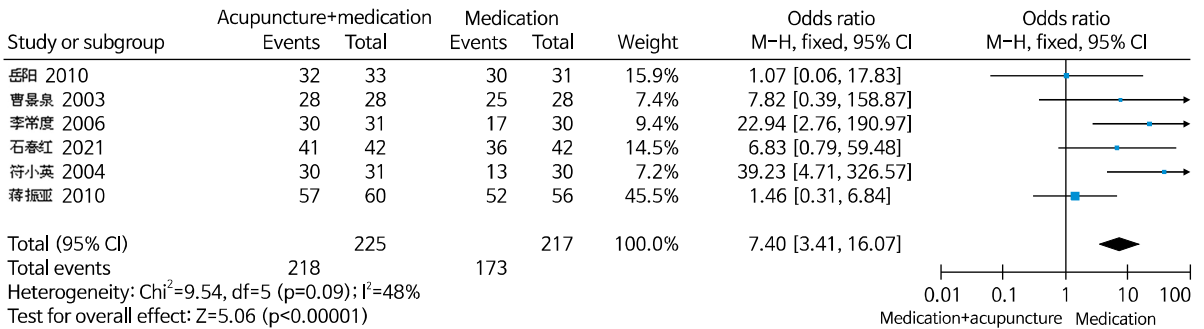 Acupuncture+medication Medication Odds ratio Odds ratio
Study or subgroup Events Total Events Total Weight M-H, fixed, 95% CI M-H, fixed, 95% CI
岳阳 2010 32 33 30 31 15.9% 1.07 [0.06, 17.83]
曹景泉 2003 28 28 25 28 7.4% 7.82 [0.39, 158.87]
李常度 2006 30 31 17 30 9.4% 22.94 [2.76, 190.97]
石春红 2021 41 42 36 42 14.5% 6.83 [0.79, 59.48]
符小英 2004 30 31 13 30 7.2% 39.23 [4.71, 326.57]
蒋振亚 2010 57 60 52 56 45.5% 1.46 [0.31, 6.84]
Total (95% CI) 225 217 100.0% 7.40 [3.41, 16.07]
Total events 218 173
Heterogeneity: Chi²=9.54, df=5 (p=0.09); I²=48%
Test for overall effect: Z=5.06 (p<0.00001)
0.01 0.1 1 10 100
Medication+acupuncture Medication